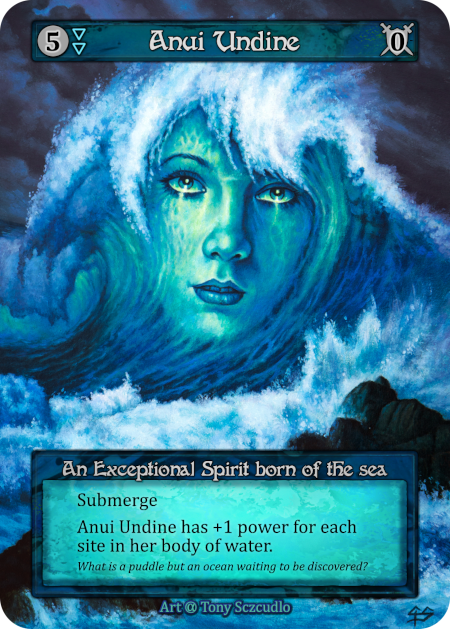 5 Anui Undine 0
An Exceptional Spirit born of the sea
Submerge
Anui Undine has +1 power for each
site in her body of water.
What is a puddle but an ocean waiting to be discovered?
Art @ Tony Sczcudlo